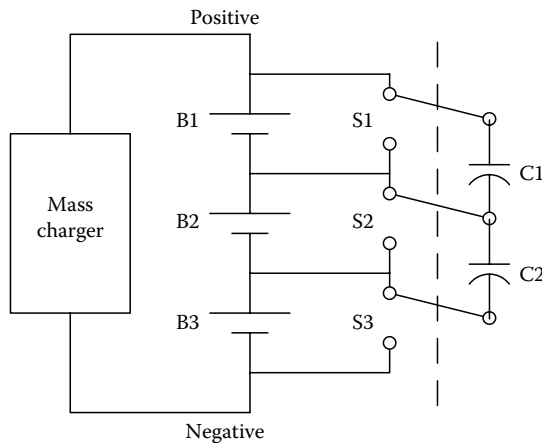 Positive
B1
S1
C1
Mass
charger
B2
S2
C2
B3
S3
Negative